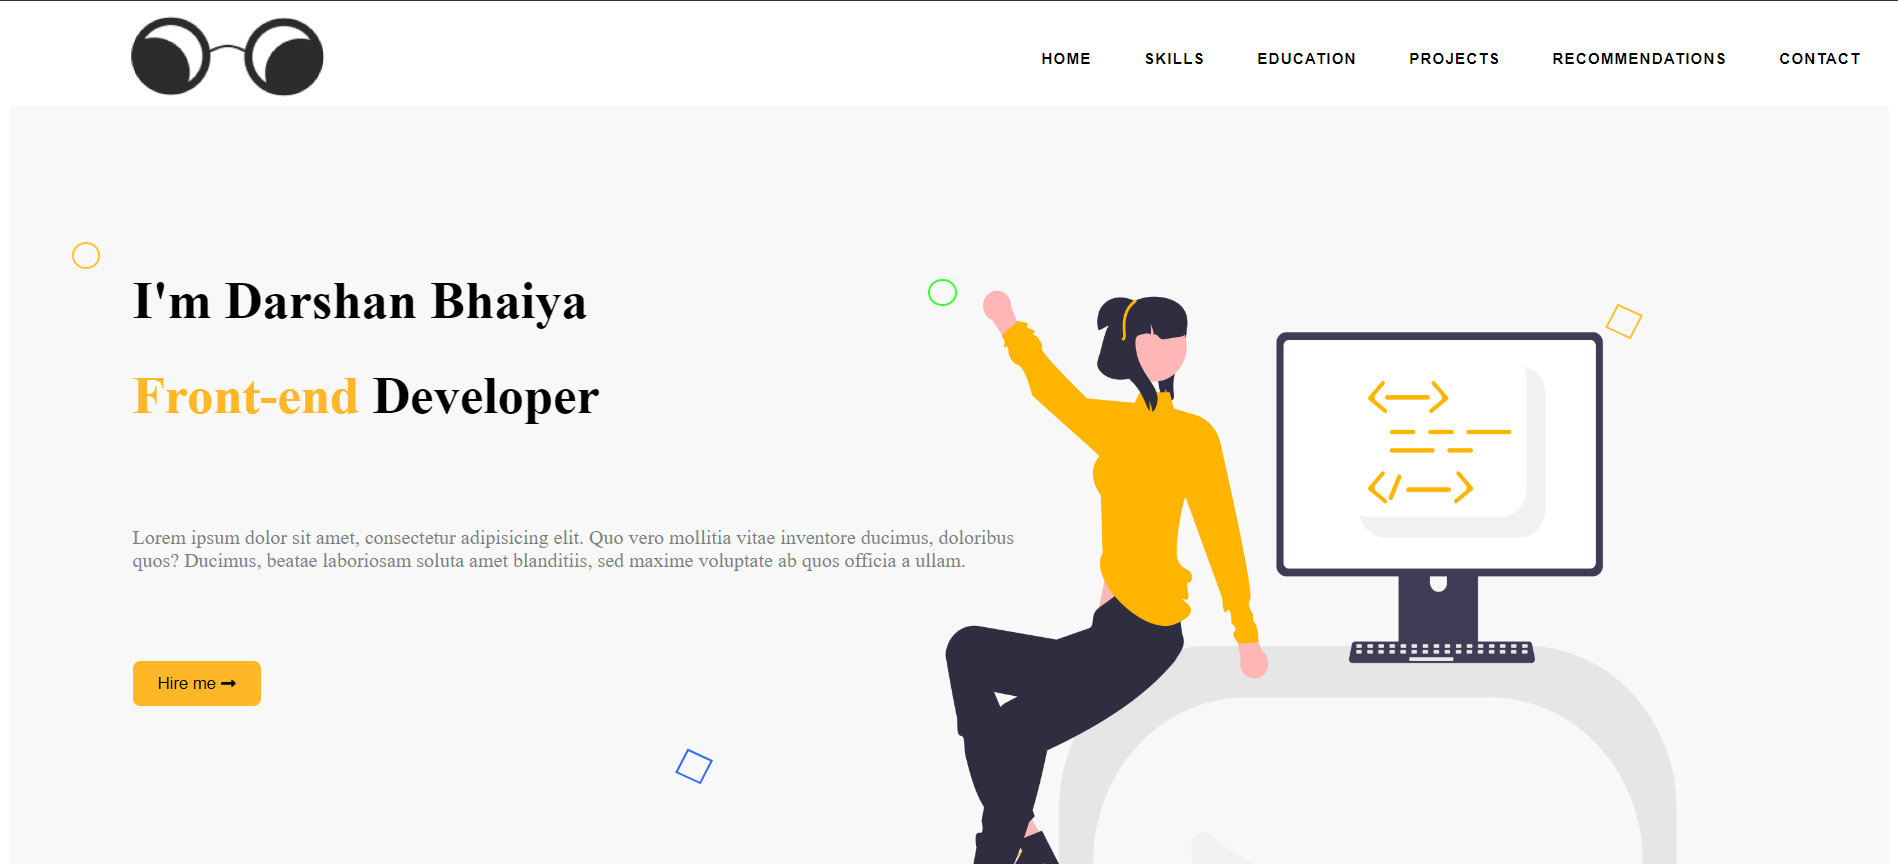 HOME SKILLS EDUCATION PROJECTS RECOMMENDATIONS CONTACT
I'm Darshan Bhaiya
Front-end Developer
Lorem ipsum dolor sit amet, consectetur adipisicing elit. Quo vero mollitia vitae inventore ducimus, doloribus
quos? Ducimus, beatae laboriosam soluta amet blanditiis, sed maxime voluptate ab quos officia a ullam.
Hire me